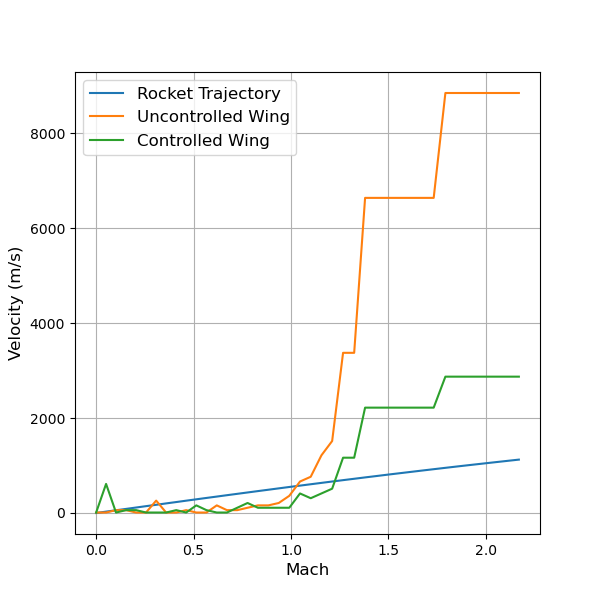 Rocket Trajectory
Uncontrolled Wing
Controlled Wing
8000
6000
4000
2000
0
Velocity (m/s)
0.0 0.5 1.0 1.5 2.0
Mach